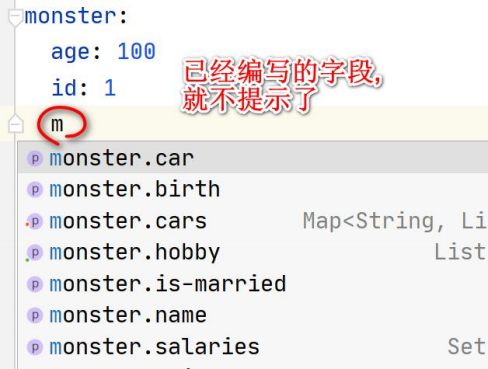 monster:
age: 100
id: 1
已经编写的字段,
就不提示了
m
monster.car
monster.birth
monster.cars Map<String, Li
monster.hobby List
monster.is-married
monster.name
monster.salaries Set